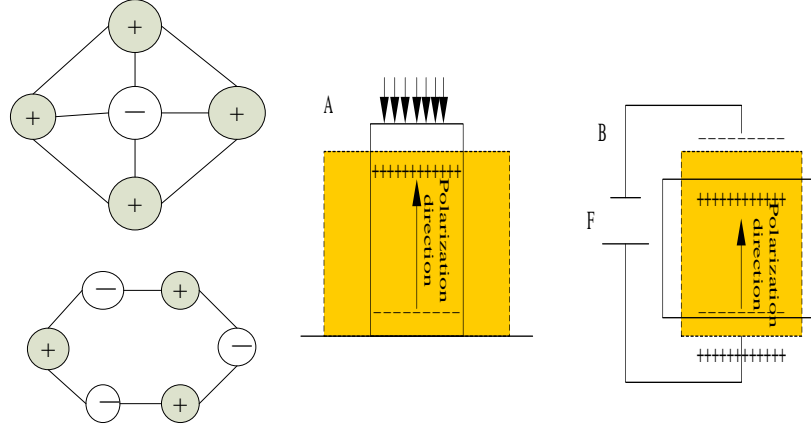 +
+
−
+
+
−
+
+
−
−
+
A
Polarization
direction
B
F
Polarization
direction